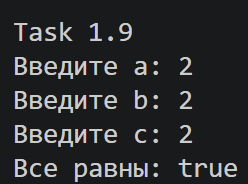 Task 1.9
Введите a: 2
Введите b: 2
Введите c: 2
Все равны: true